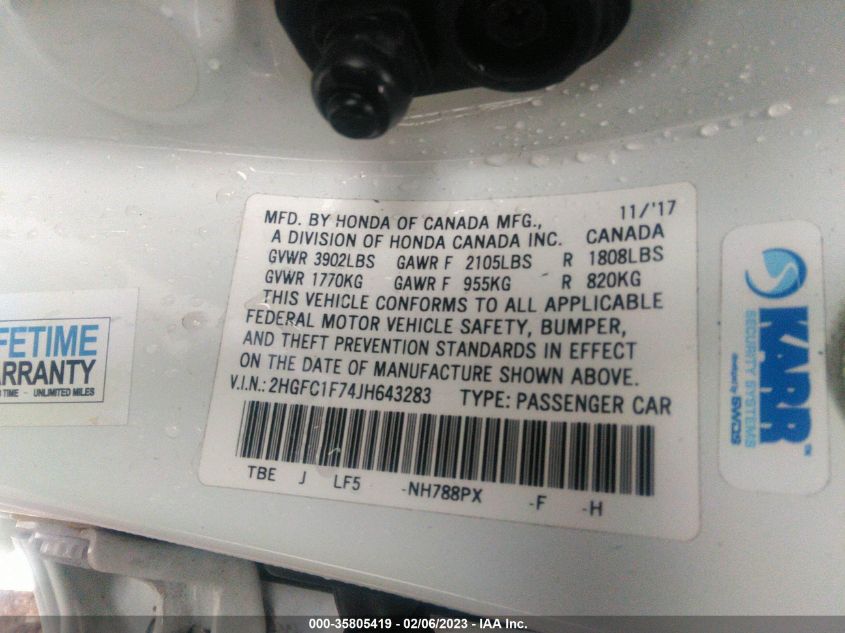 MFD. BY HONDA OF CANADA MFG., 11/'17
A DIVISION OF HONDA CANADA INC. CANADA
GVWR 3902LBS GAWR F 2105LBS R 1808LBS
GVWR 1770KG GAWR F 955KG R 820KG
THIS VEHICLE CONFORMS TO ALL APPLICABLE
FEDERAL MOTOR VEHICLE SAFETY, BUMPER,
AND THEFT PREVENTION STANDARDS IN EFFECT
ON THE DATE OF MANUFACTURE SHOWN ABOVE.
V.I.N.: 2HGFC1F74JH643283 TYPE: PASSENGER CAR
TBE J LF5 -NH788PX -F -H
IFETIME
ARRANTY
TIME - UNLIMITED MILES
KARR
SECURITY SYSTEMS
000-35805419 - 02/06/2023 - IAA Inc.